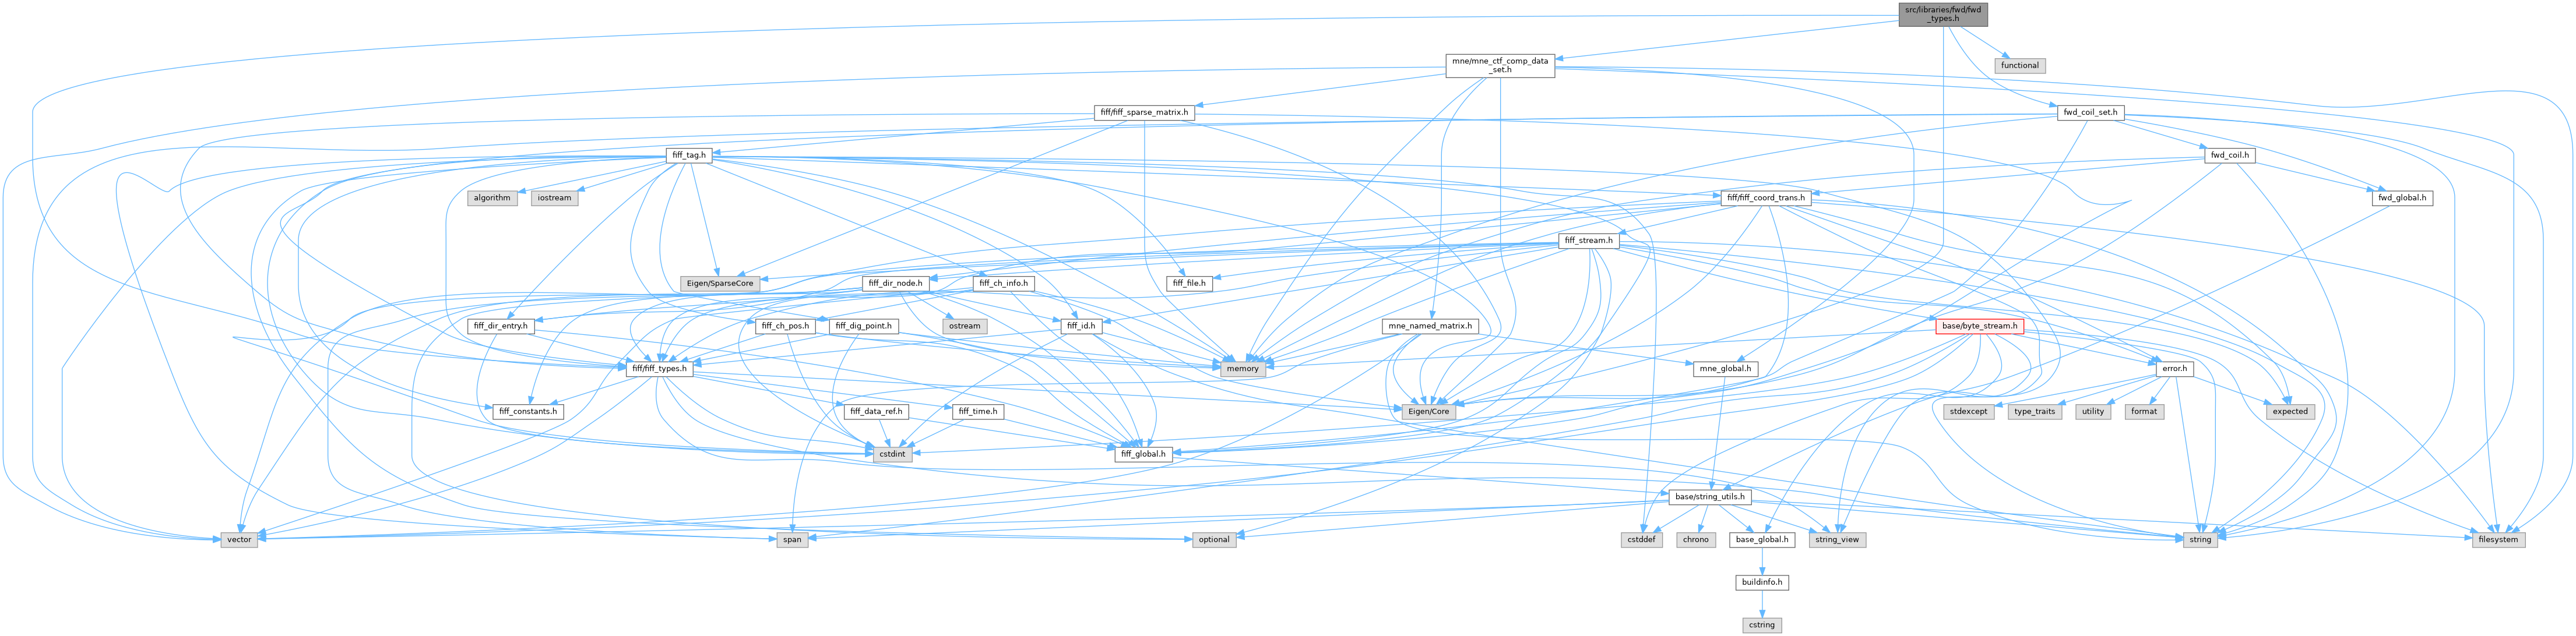 src/libraries/fwd/fwd
_types.h
mne/mne_ctf_comp_data
_set.h
functional
fiff/fiff_sparse_matrix.h
fwd_coil_set.h
fiff_tag.h
fwd_coil.h
algorithm
iostream
fiff/fiff_coord_trans.h
fwd_global.h
fiff_stream.h
Eigen/SparseCore
fiff_dir_node.h
fiff_ch_info.h
fiff_file.h
fiff_dir_entry.h
fiff_ch_pos.h
fiff_dig_point.h
ostream
fiff_id.h
mne_named_matrix.h
base/byte_stream.h
fiff/fiff_types.h
memory
mne_global.h
error.h
fiff_constants.h
fiff_data_ref.h
fiff_time.h
Eigen/Core
stdexcept
type_traits
utility
format
expected
cstdint
fiff_global.h
base/string_utils.h
vector
span
optional
cstddef
chrono
base_global.h
string_view
string
filesystem
buildinfo.h
cstring